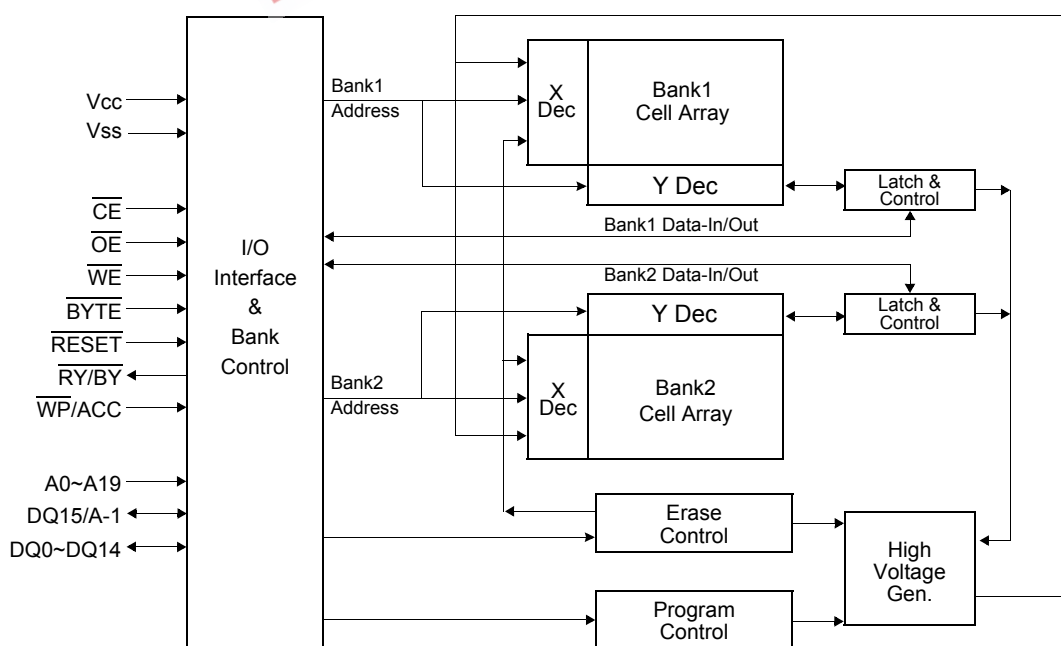 Vcc
Vss
CE
OE
WE
BYTE
RESET
RY/BY
WP/ACC
A0~A19
DQ15/A-1
DQ0~DQ14
I/O
Interface
&
Bank
Control
Bank1
Address
X
Dec
Bank1
Cell Array
Y Dec
Latch &
Control
Bank1 Data-In/Out
Bank2 Data-In/Out
Y Dec
Latch &
Control
Bank2
Address
X
Dec
Bank2
Cell Array
Erase
Control
High
Voltage
Gen.
Program
Control